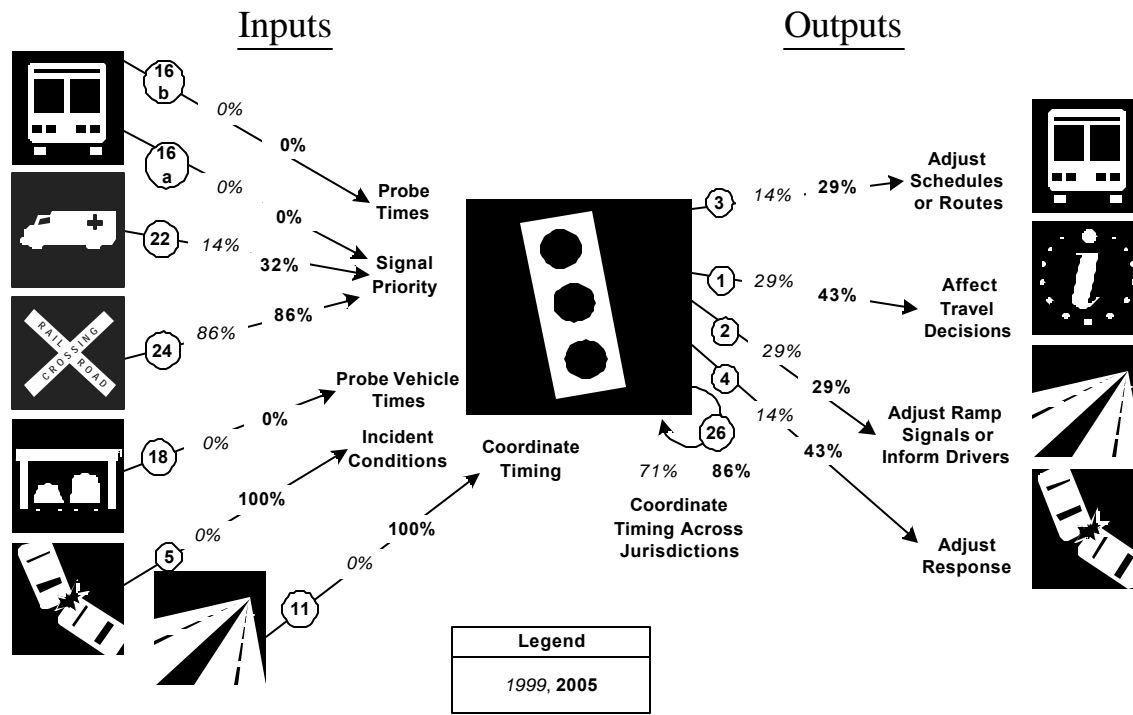 Inputs
Outputs
16
b
0%
0%
Probe
Times
16
a
0%
0%
22
14%
32%
Signal
Priority
24
86%
86%
RAIL ROAD
CROSSING
18
0%
0%
Probe Vehicle
Times
5
0%
100%
Incident
Conditions
11
0%
100%
Coordinate
Timing
3
14%
29%
Adjust
Schedules
or Routes
1
29%
43%
Affect
Travel
Decisions
i
2
29%
29%
Adjust Ramp
Signals or
Inform Drivers
4
14%
43%
Adjust
Response
26
71%
86%
Coordinate
Timing Across
Jurisdictions
Legend
1999, 2005